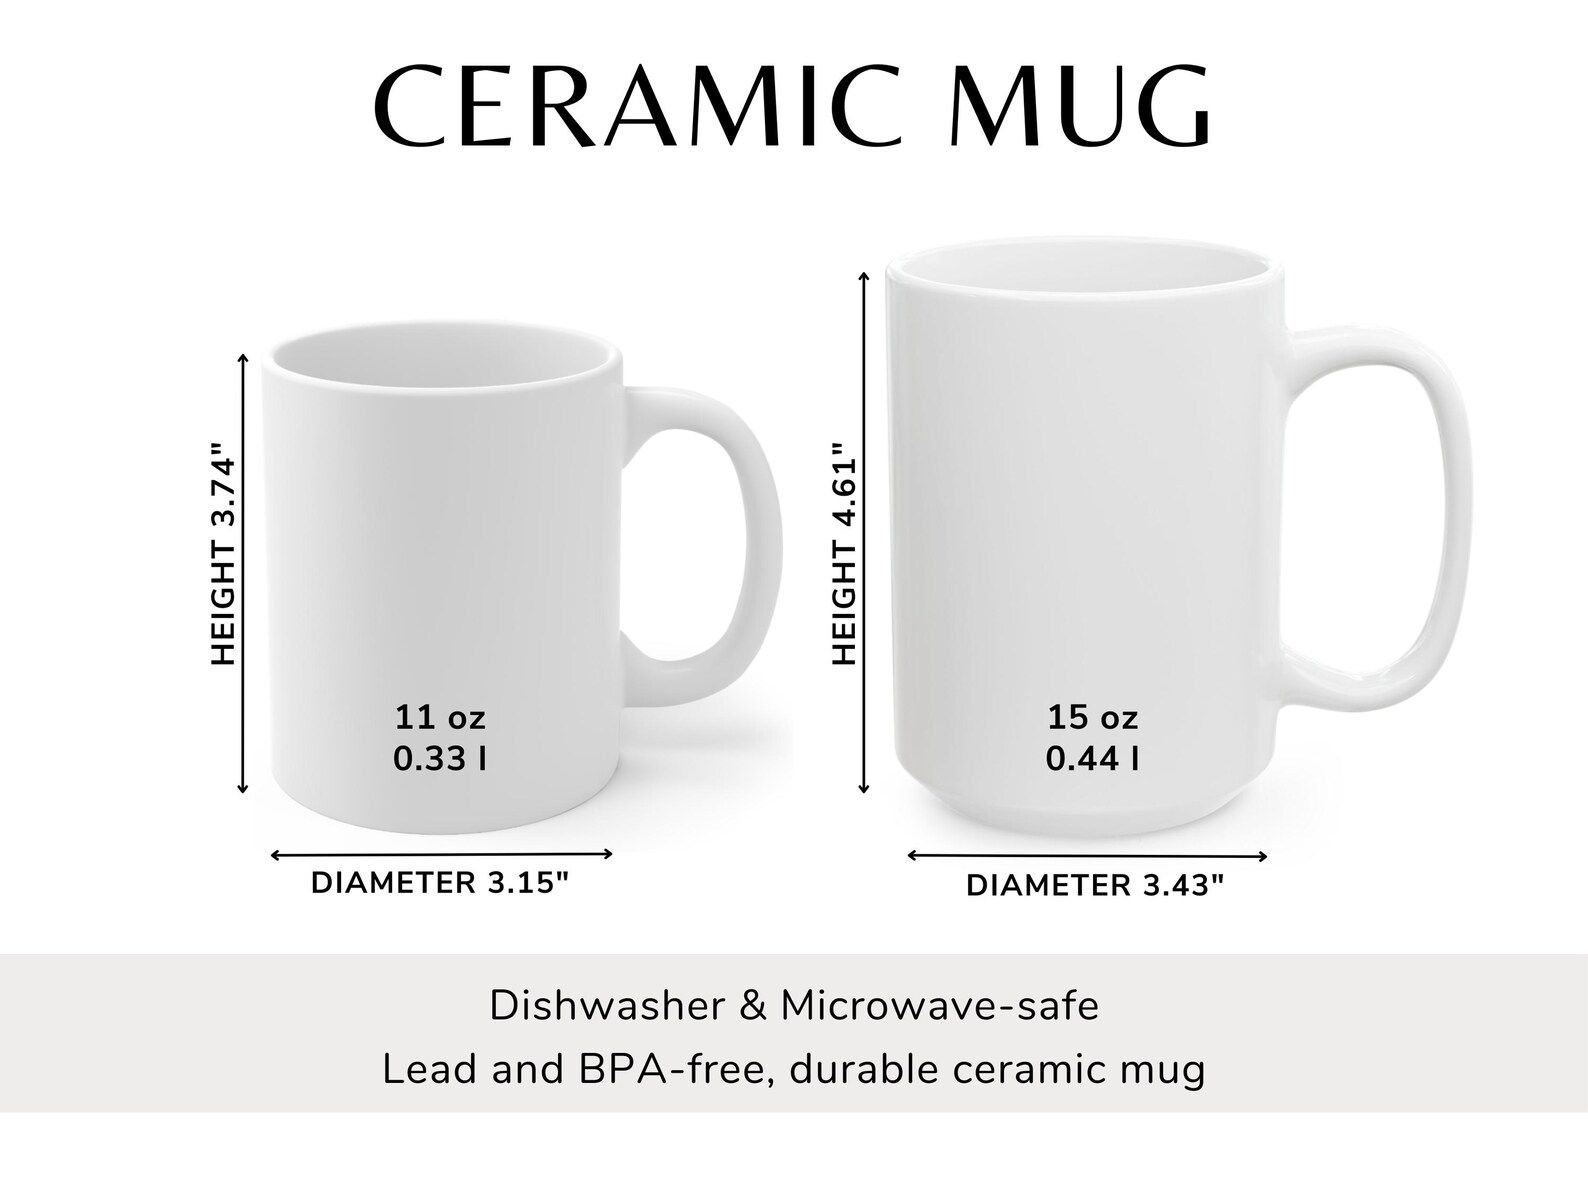 CERAMIC MUG
HEIGHT 3.74"
11 oz
0.33 l
DIAMETER 3.15"
HEIGHT 4.61"
15 oz
0.44 l
DIAMETER 3.43"
Dishwasher & Microwave-safe
Lead and BPA-free, durable ceramic mug